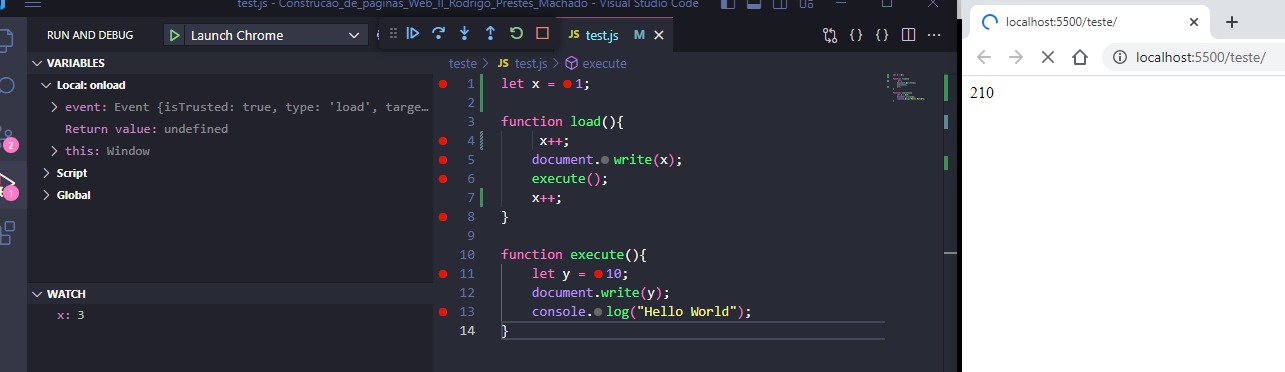 test.js - Construcao_de_paginas_Web_II_Rodrigo_Prestes_Machado - Visual Studio Code
RUN AND DEBUG
Launch Chrome
JS test.js M
VARIABLES
teste > JS test.js > execute
Local: onload
event: Event {isTrusted: true, type: 'load', targe…
Return value: undefined
this: Window
Script
Global
WATCH
x: 3
2
1
1 let x = 1;
2
3 function load(){
4 x++;
5 document.write(x);
6 execute();
7 x++;
8 }
9
10 function execute(){
11 let y = 10;
12 document.write(y);
13 console.log("Hello World");
14 }
localhost:5500/teste/
localhost:5500/teste/
210